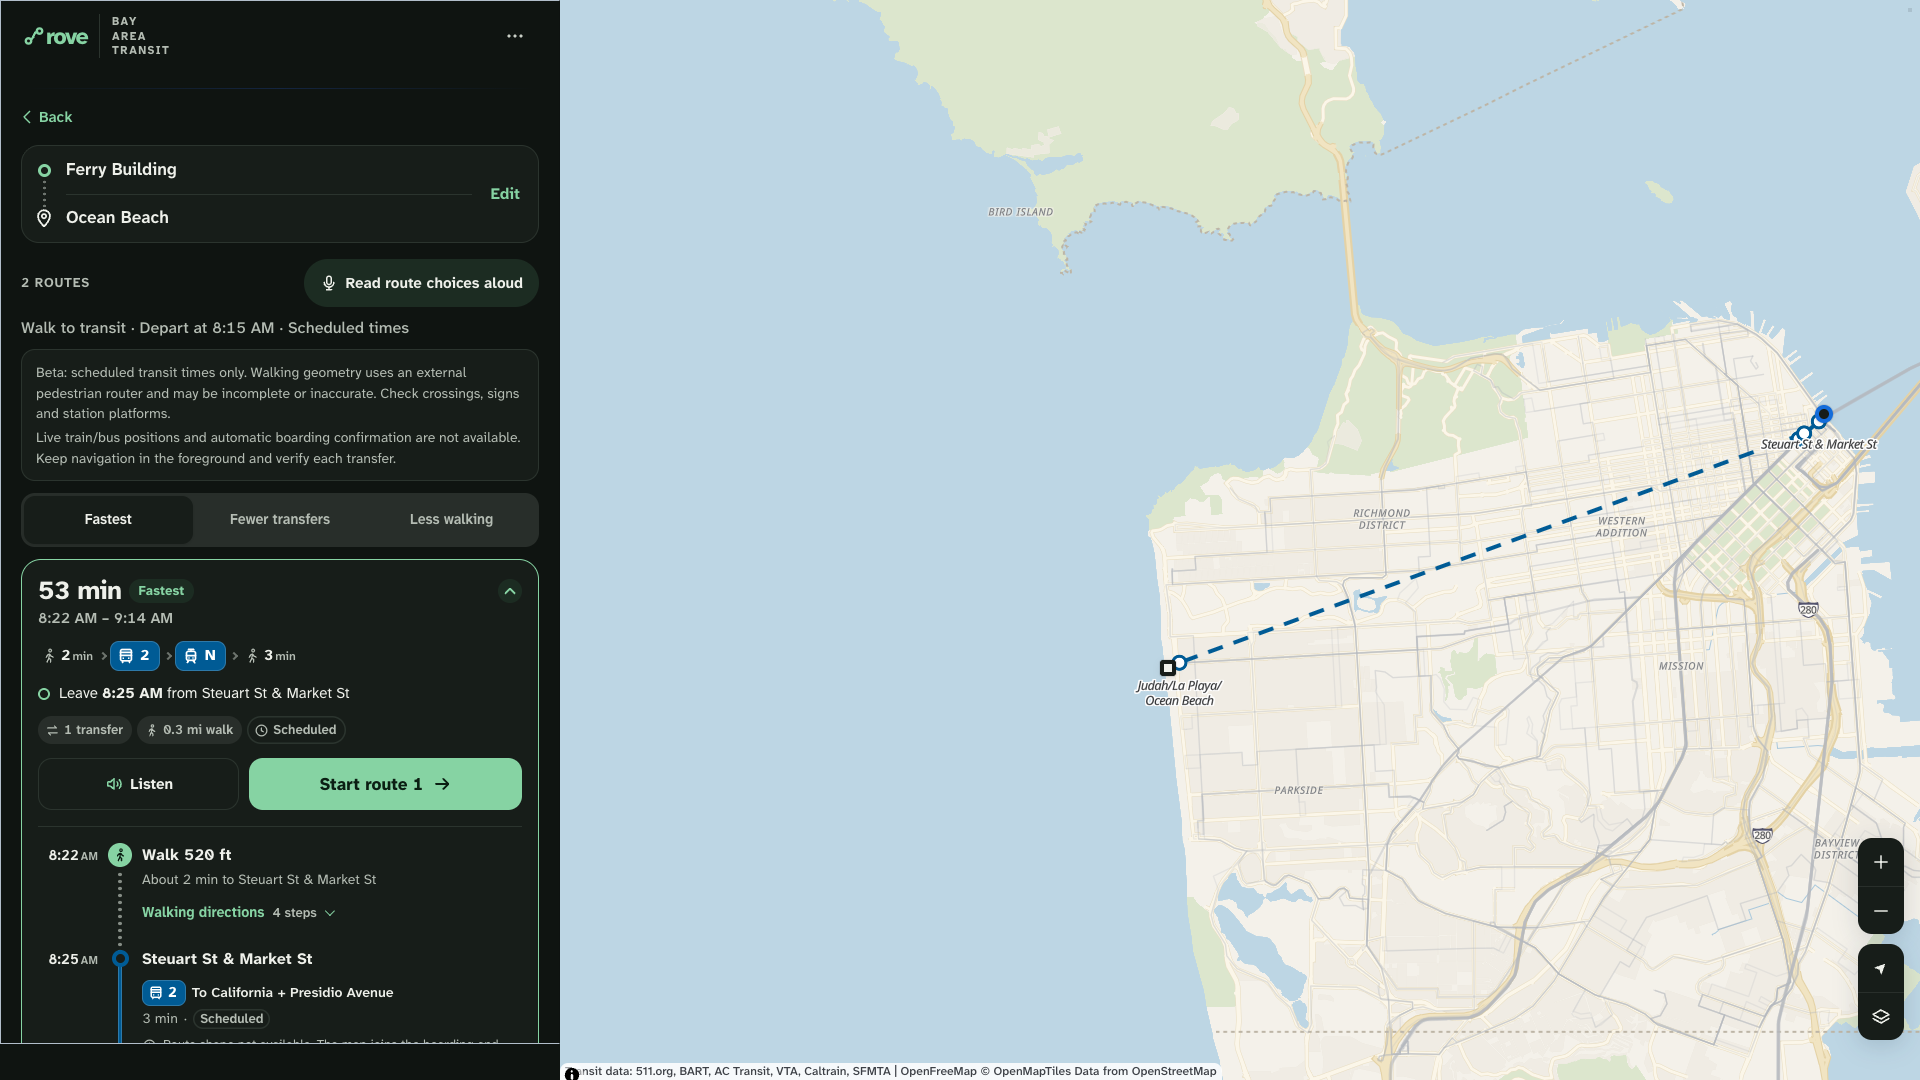 rove
BAY
AREA
TRANSIT
Back
Ferry Building
Edit
Ocean Beach
2 ROUTES
Read route choices aloud
Walk to transit · Depart at 8:15 AM · Scheduled times
Beta: scheduled transit times only. Walking geometry uses an external
pedestrian router and may be incomplete or inaccurate. Check crossings, signs
and station platforms.
Live train/bus positions and automatic boarding confirmation are not available.
Keep navigation in the foreground and verify each transfer.
Fastest
Fewer transfers
Less walking
53 min Fastest
8:22 AM – 9:14 AM
2 min 2 N 3 min
Leave 8:25 AM from Steuart St & Market St
1 transfer
0.3 mi walk
Scheduled
Listen
Start route 1
8:22 AM Walk 520 ft
About 2 min to Steuart St & Market St
Walking directions 4 steps
8:25 AM Steuart St & Market St
2 To California + Presidio Avenue
3 min · Scheduled
BIRD ISLAND
Steuart St & Market St
RICHMOND
DISTRICT
WESTERN
ADDITION
280
MISSION
Judah/La Playa/
Ocean Beach
PARKSIDE
280
BAYVIEW
DISTRICT
nsit data: 511.org, BART, AC Transit, VTA, Caltrain, SFMTA | OpenFreeMap © OpenMapTiles Data from OpenStreetMap